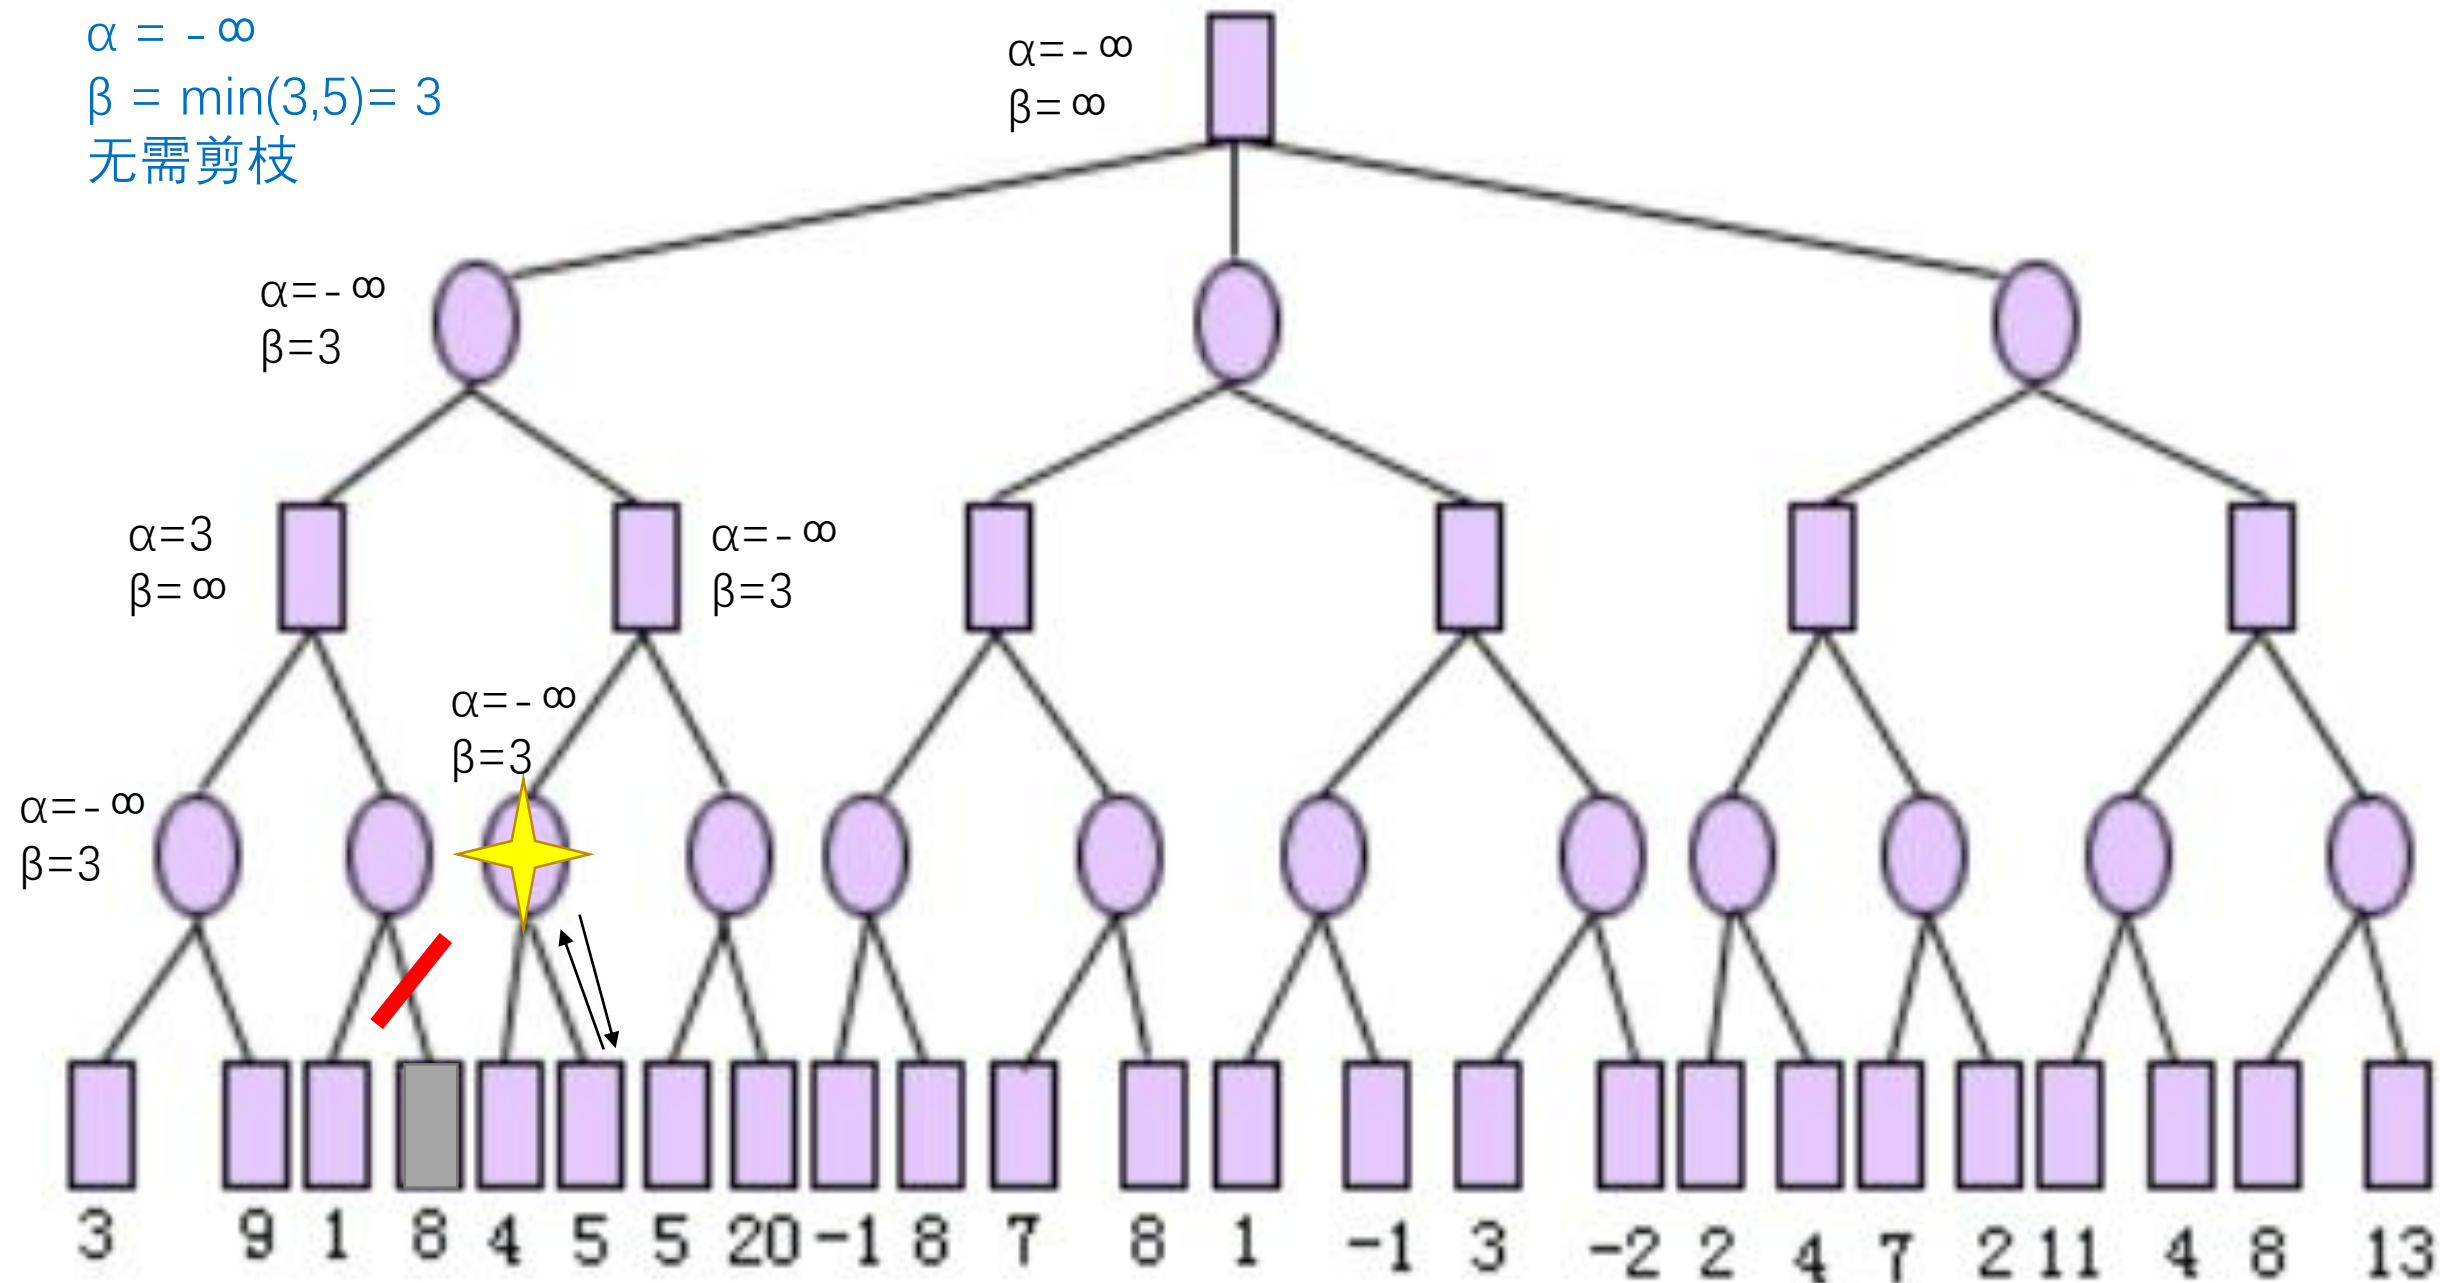 α = -∞
β = min(3,5)= 3
无需剪枝
α=-∞
β=∞
α=-∞
β=3
α=3
β=∞
α=-∞
β=3
α=-∞
β=3
α=-∞
β=3
3 9 1 8 4 5 5 20 -1 8 7 8 1 -1 3 -2 2 4 7 2 11 4 8 13